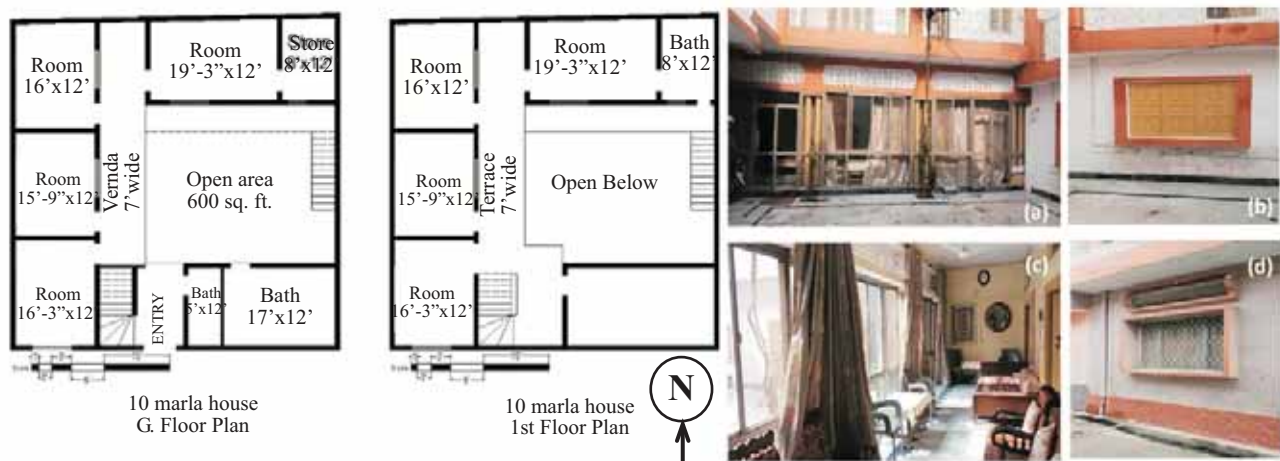 Room
16'x12'
Room
19'-3"x12'
Store
8'x12'
Room
15'-9"x12'
Vernda
7'wide
Open area
600 sq. ft.
Room
16'-3"x12'
ENTRY
Bath
5'x12'
Bath
17'x12'
10 marla house
G. Floor Plan
Room
16'x12'
Room
19'-3"x12'
Bath
8'x12'
Room
15'-9"x12'
Terrace
7'wide
Open Below
Room
16'-3"x12'
10 marla house
1st Floor Plan
N
(a)
(b)
(c)
(d)